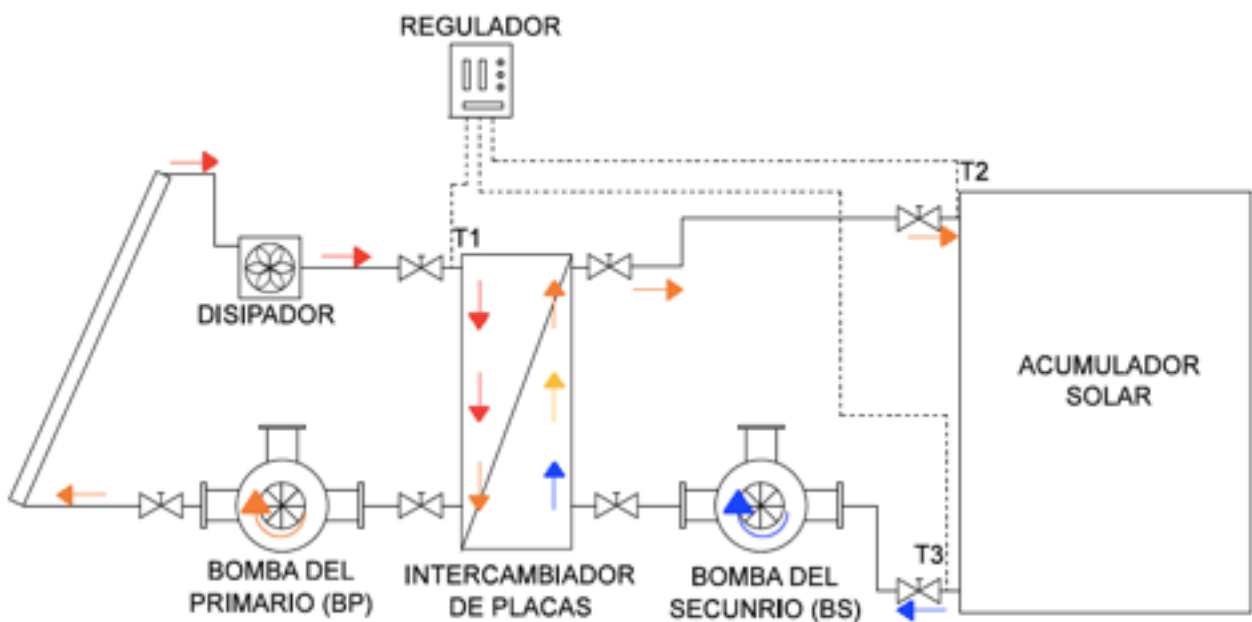 REGULADOR
T2
T1
DISIPADOR
ACUMULADOR
SOLAR
T3
BOMBA DEL
PRIMARIO (BP)
INTERCAMBIADOR
DE PLACAS
BOMBA DEL
SECUNRIO (BS)